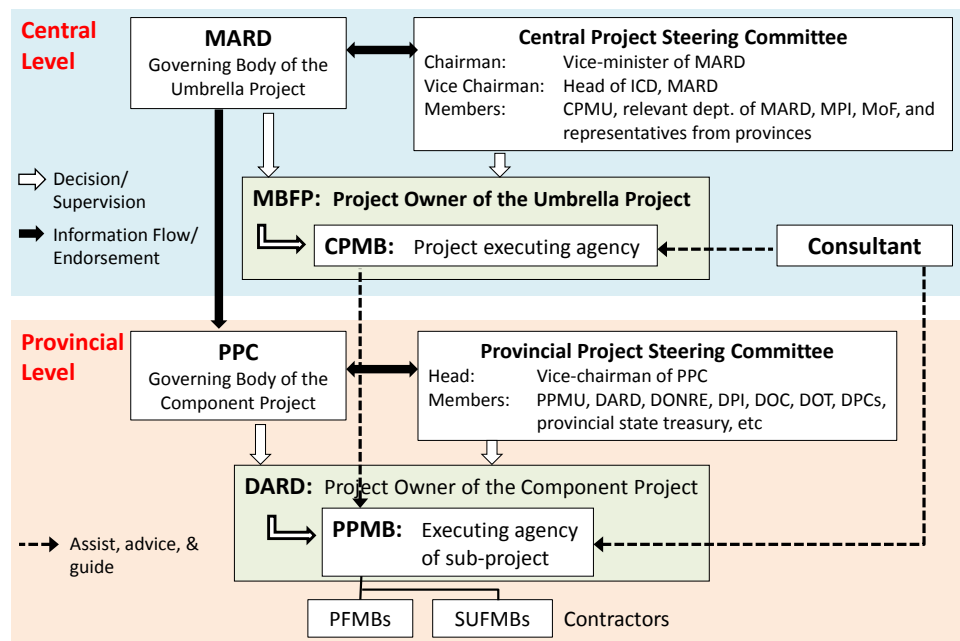 Central
Level
MARD
Governing Body of the
Umbrella Project
Central Project Steering Committee
Chairman: Vice-minister of MARD
Vice Chairman: Head of ICD, MARD
Members: CPMU, relevant dept. of MARD, MPI, MoF, and
representatives from provinces
Decision/
Supervision
Information Flow/
Endorsement
MBFP: Project Owner of the Umbrella Project
CPMB: Project executing agency
Consultant
Provincial
Level
PPC
Governing Body of the
Component Project
Provincial Project Steering Committee
Head: Vice-chairman of PPC
Members: PPMU, DARD, DONRE, DPI, DOC, DOT, DPCs,
provincial state treasury, etc
DARD: Project Owner of the Component Project
PPMB: Executing agency
of sub-project
Assist, advice, &
guide
PFMBs
SUFMBs
Contractors